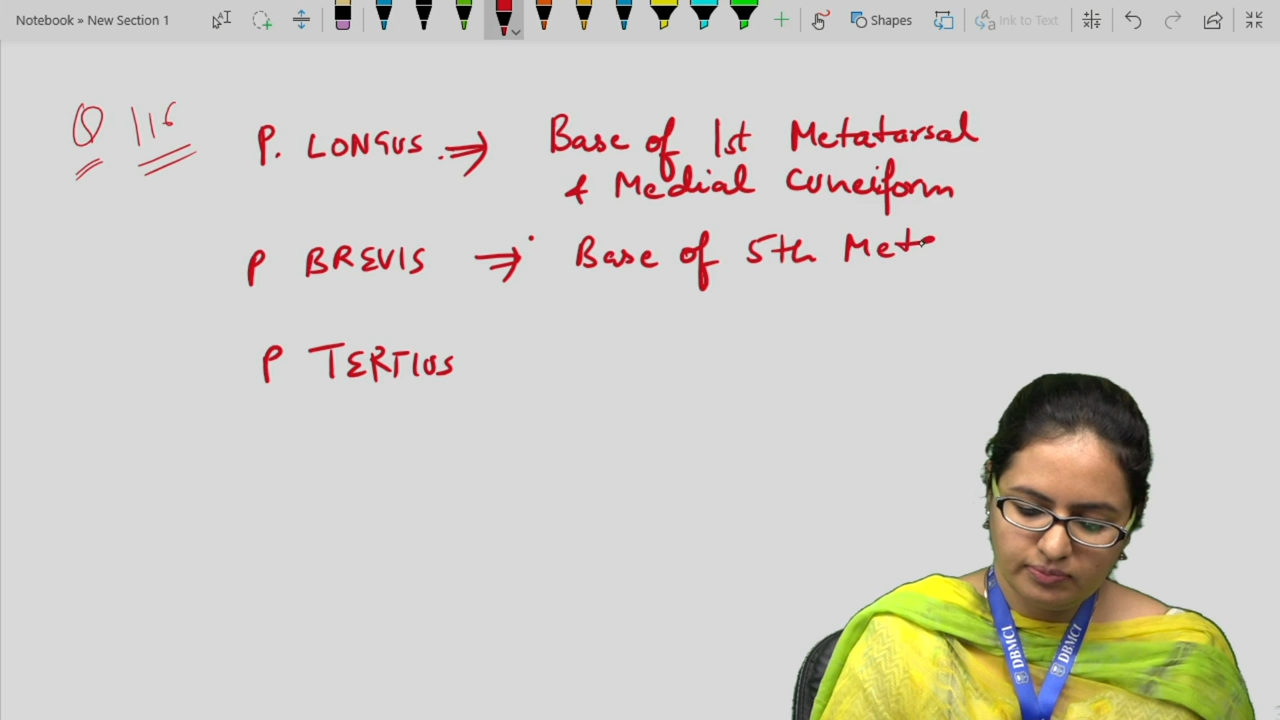 Notebook » New Section 1
Shapes
Ink to Text
Q 116
P. LONGUS → Base of 1st Metatarsal
& Medial Cuneiform
P BREVIS → Base of 5th Met
P TERTIUS
DBMCI
DBMCI